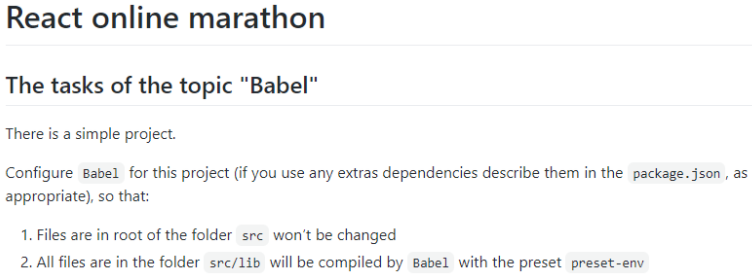 React online marathon
The tasks of the topic "Babel"
There is a simple project.
Configure Babel for this project (if you use any extras dependencies describe them in the package.json, as
appropriate), so that:
1. Files are in root of the folder src won't be changed
2. All files are in the folder src/lib will be compiled by Babel with the preset preset-env